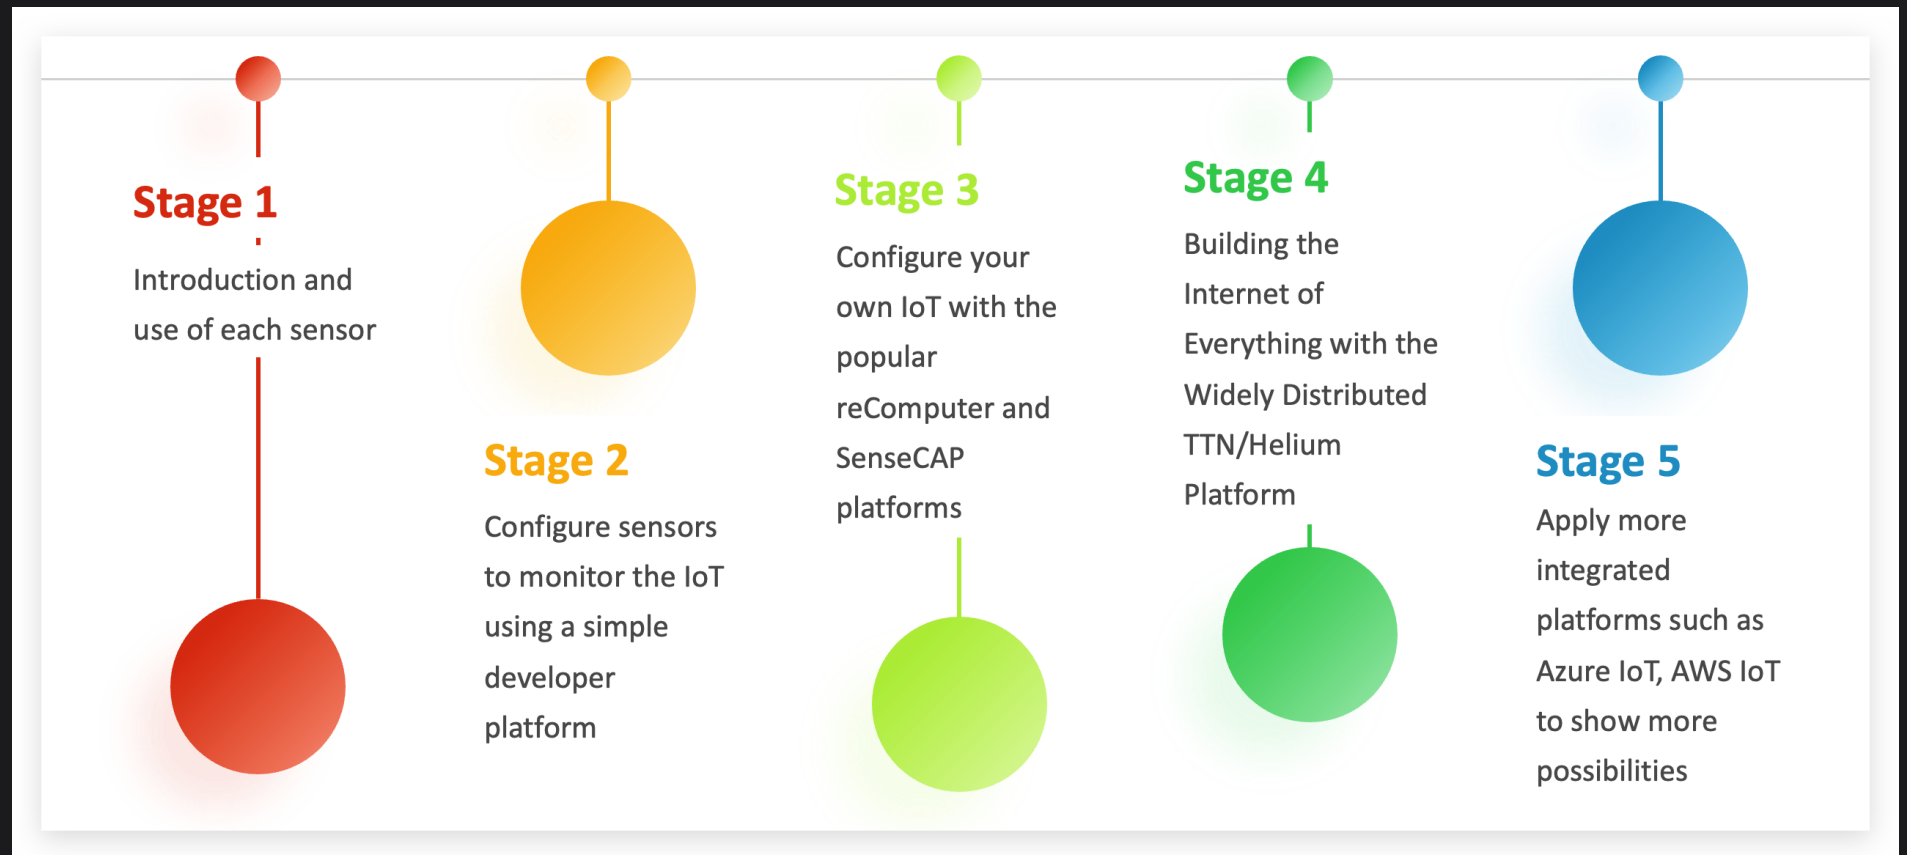 Stage 1
Introduction and
use of each sensor
Stage 2
Configure sensors
to monitor the IoT
using a simple
developer
platform
Stage 3
Configure your
own IoT with the
popular
reComputer and
SenseCAP
platforms
Stage 4
Building the
Internet of
Everything with the
Widely Distributed
TTN/Helium
Platform
Stage 5
Apply more
integrated
platforms such as
Azure IoT, AWS IoT
to show more
possibilities